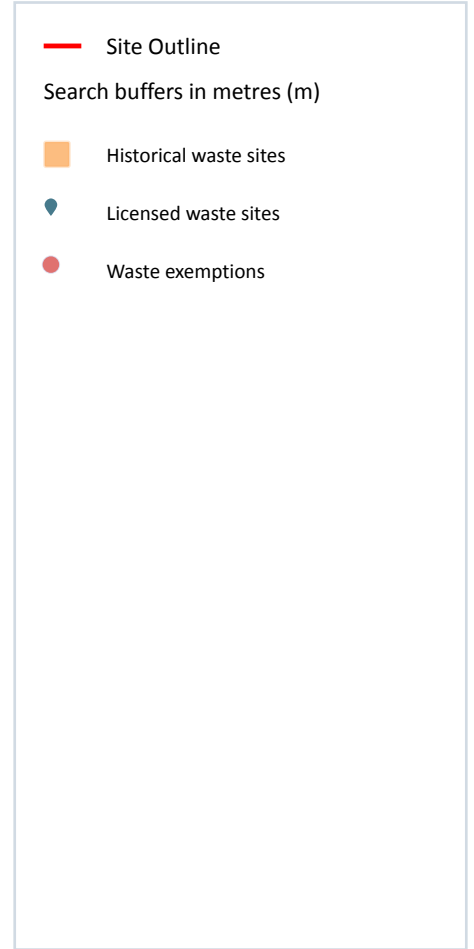 Site Outline
Search buffers in metres (m)
Historical waste sites
Licensed waste sites
Waste exemptions